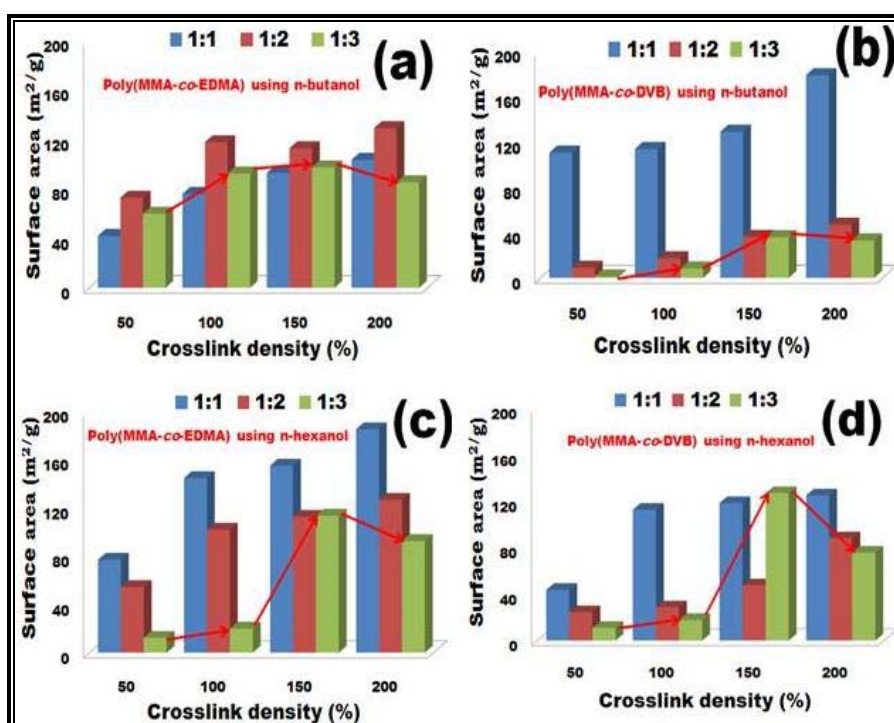 1:1 1:2 1:3
(a)
Poly(MMA-co-EDMA) using n-butanol
Surface area (m²/g)
200
160
120
80
40
0
50 100 150 200
Crosslink density (%)
1:1 1:2 1:3
(b)
Poly(MMA-co-DVB) using n-butanol
Surface area (m²/g)
200
160
120
80
40
0
50 100 150 200
Crosslink density (%)
1:1 1:2 1:3
(c)
Poly(MMA-co-EDMA) using n-hexanol
Surface area (m²/g)
200
160
120
80
40
0
50 100 150 200
Crosslink density (%)
1:1 1:2 1:3
(d)
Poly(MMA-co-DVB) using n-hexanol
Surface area (m²/g)
200
160
120
80
40
0
50 100 150 200
Crosslink density (%)